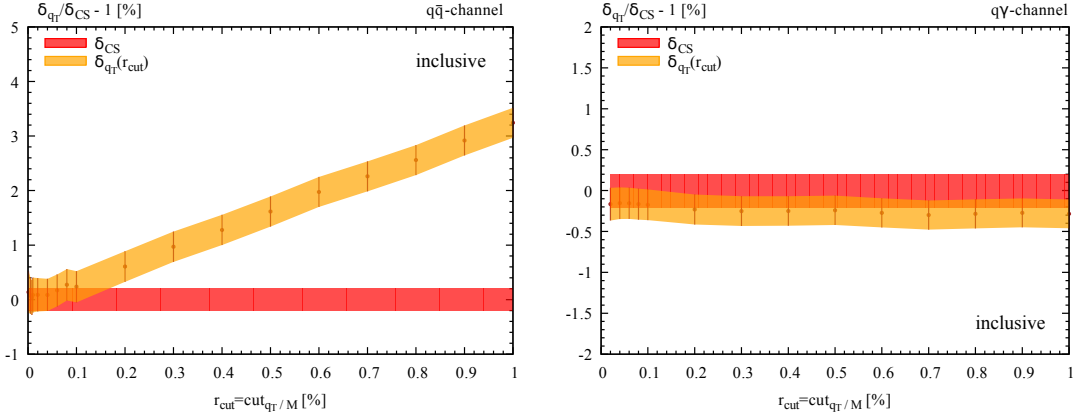 δqT/δCS - 1 [%]
qq̄-channel
5
4
3
2
1
0
-1
δCS
δqT(rcut)
inclusive
0 0.1 0.2 0.3 0.4 0.5 0.6 0.7 0.8 0.9 1
rcut=cutqT/M [%]
δqT/δCS - 1 [%]
qγ-channel
2
1.5
1
0.5
0
-0.5
-1
-1.5
-2
δCS
δqT(rcut)
inclusive
0 0.1 0.2 0.3 0.4 0.5 0.6 0.7 0.8 0.9 1
rcut=cutqT/M [%]